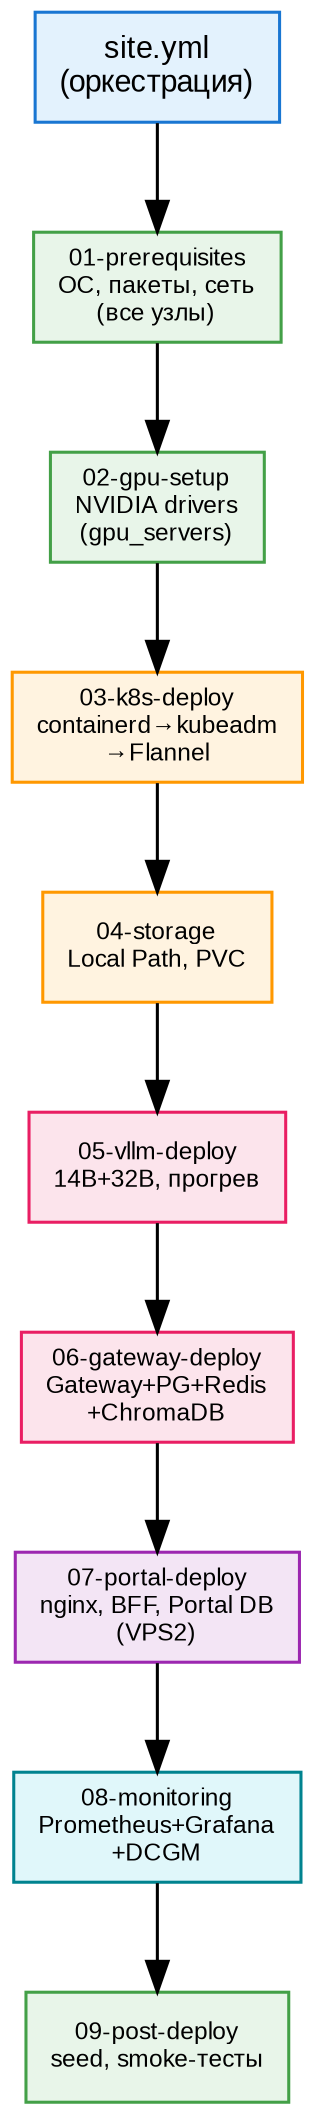 site.yml
(оркестрация)
01-prerequisites
ОС, пакеты, сеть
(все узлы)
02-gpu-setup
NVIDIA drivers
(gpu_servers)
03-k8s-deploy
containerd→kubeadm
→Flannel
04-storage
Local Path, PVC
05-vllm-deploy
14B+32B, прогрев
06-gateway-deploy
Gateway+PG+Redis
+ChromaDB
07-portal-deploy
nginx, BFF, Portal DB
(VPS2)
08-monitoring
Prometheus+Grafana
+DCGM
09-post-deploy
seed, smoke-тесты